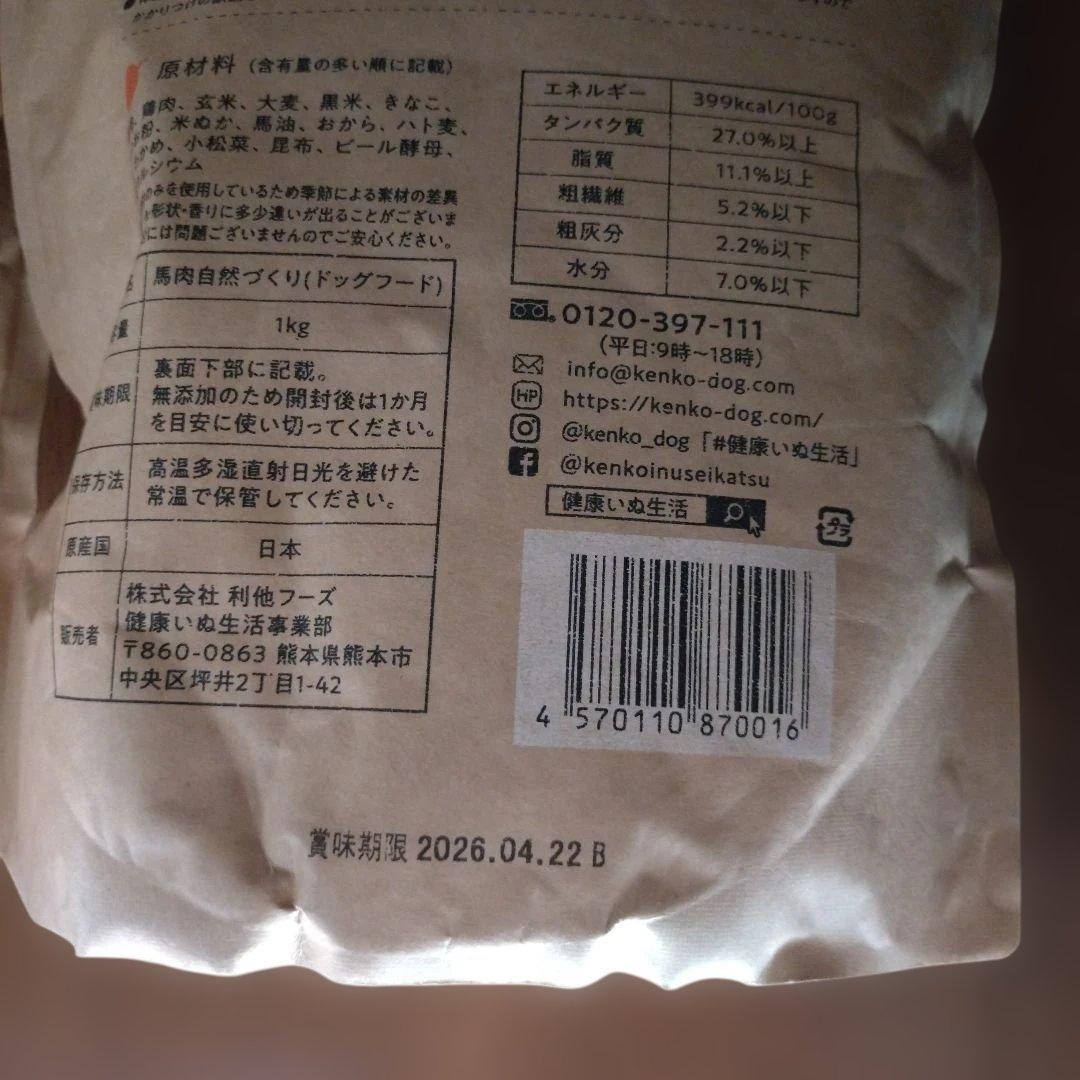 原材料 (含有量の多い順に記載)
鶏肉、玄米、大麦、黒米、きなこ、
粉、米ぬか、馬油、おから、ハト麦、
かめ、小松菜、昆布、ビール酵母、
ルシウム
のみを使用しているため季節による素材の差異
形状・香りに多少違いが出ることがございま
には問題ございませんのでご安心ください。
馬肉自然づくり(ドッグフード)
量 1kg
味期限 裏面下部に記載。
無添加のため開封後は1か月
を目安に使い切ってください。
保存方法 高温多湿直射日光を避けた
常温で保管してください。
原産国 日本
販売者 株式会社 利他フーズ
健康いぬ生活事業部
〒860-0863 熊本県熊本市
中央区坪井2丁目1-42
エネルギー 399kcal/100g
タンパク質 27.0%以上
脂質 11.1%以上
粗繊維 5.2%以下
粗灰分 2.2%以下
水分 7.0%以下
0120-397-111
(平日:9時～18時)
info@kenko-dog.com
HP https://kenko-dog.com/
@kenko_dog「#健康いぬ生活」
@kenkoinuseikatsu
健康いぬ生活
プラ
4 570110 870016
賞味期限 2026.04.22 B